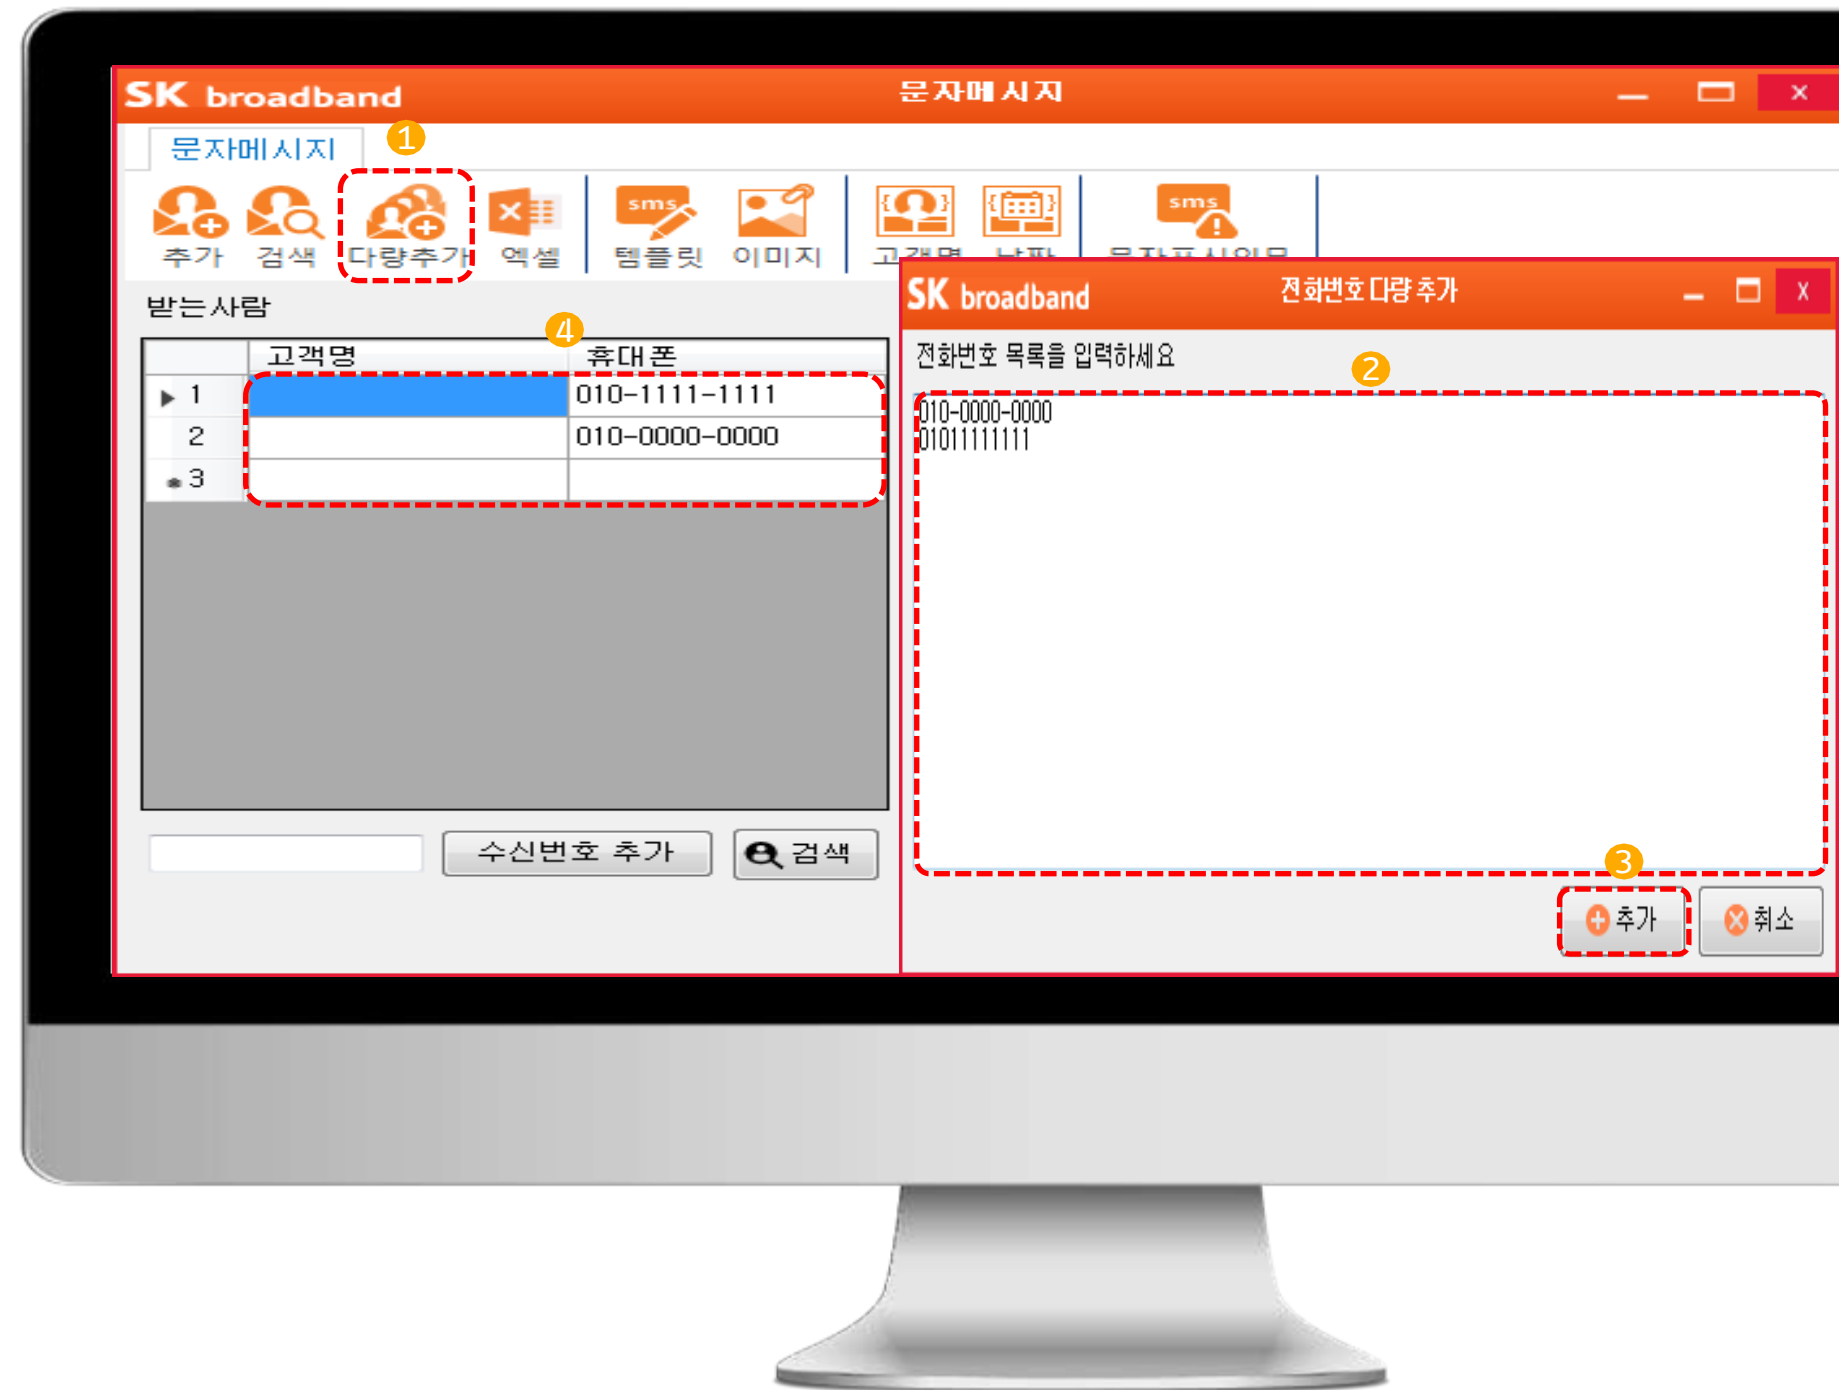 SK broadband 문자메시지
문자메시지
1
sms sms
추가 검색 다량추가 엑셀 템플릿 이미지
받는사람
4
고객명 휴대폰
1 010-1111-1111
2 010-0000-0000
3
수신번호 추가 검색
SK broadband 전화번호 다량 추가 X
전화번호 목록을 입력하세요
2
010-0000-0000
01011111111
3
추가 취소